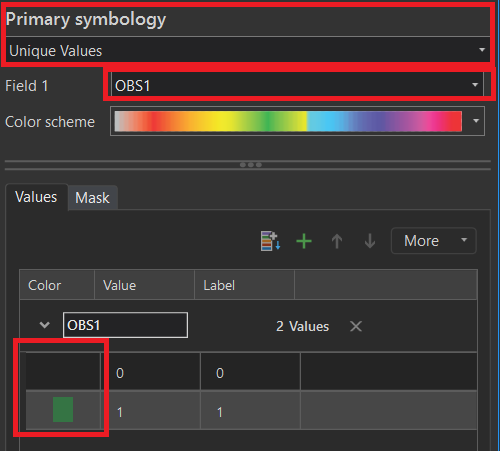 Primary symbology
Unique Values
Field 1 OBS1
Color scheme
Values Mask
More
Color Value Label
OBS1 2 Values
0 0
1 1